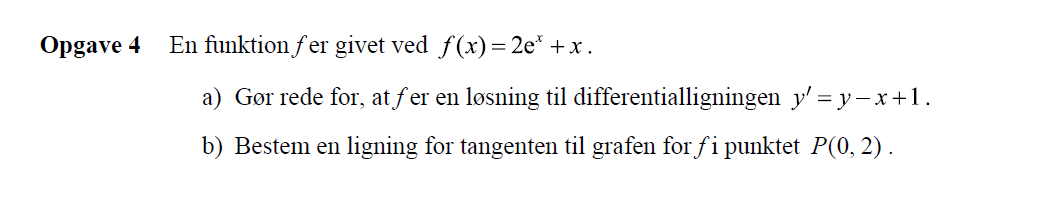 Opgave 4 En funktion f er givet ved f(x) = 2eˣ + x.
a) Gør rede for, at f er en løsning til differentialligningen y′ = y − x + 1.
b) Bestem en ligning for tangenten til grafen for f i punktet P(0, 2).